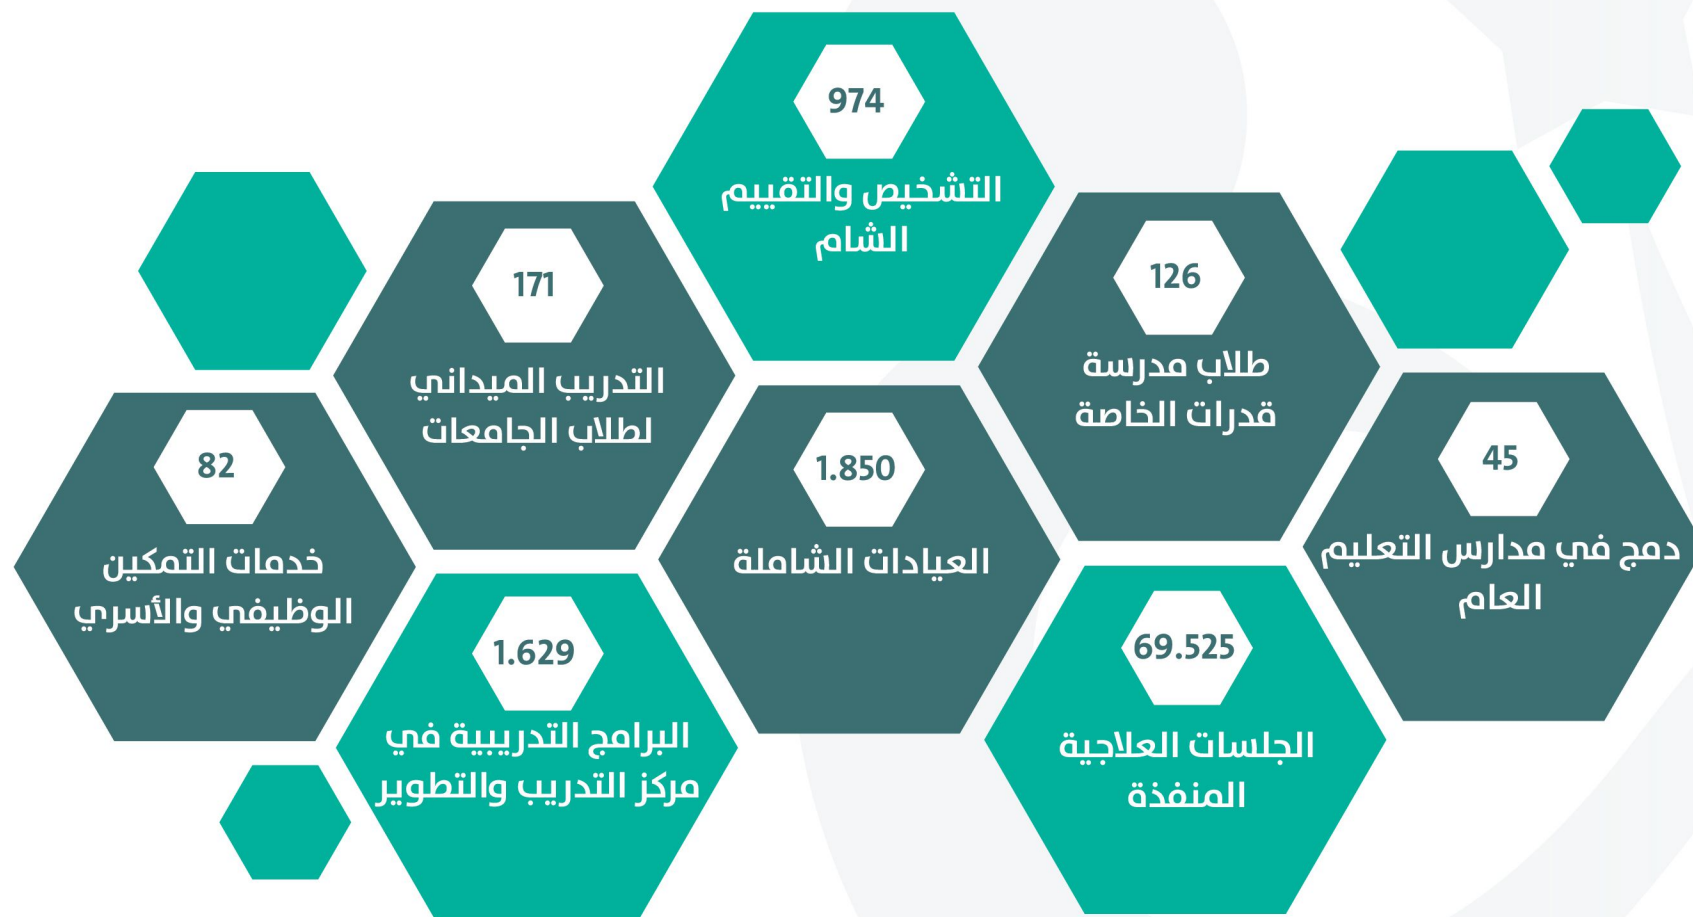 974
التشخيص والتقييم
الشام
126
طلاب مدرسة
قدرات الخاصة
171
التدريب الميداني
لطلاب الجامعات
45
دمج في مدارس التعليم
العام
1.850
العيادات الشاملة
82
خدمات التمكين
الوظيفي والأسري
69.525
الجلسات العلاجية
المنفذة
1.629
البرامج التدريبية في
مركز التدريب والتطوير